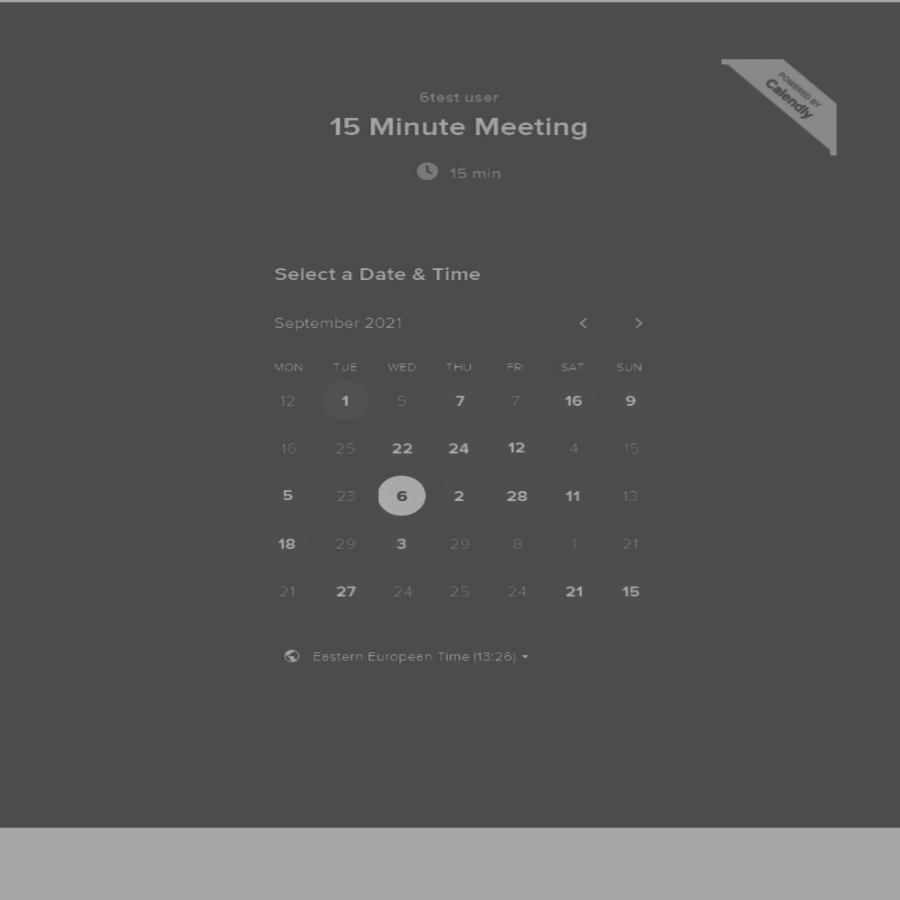 POWERED BY
Calendly
6test user
15 Minute Meeting
15 min
Select a Date & Time
September 2021
MON TUE WED THU FRI SAT SUN
12 1 5 7 7 16 9
16 25 22 24 12 4 15
5 23 6 2 28 11 13
18 29 3 29 8 1 21
21 27 24 25 24 21 15
Eastern European Time (13:26)